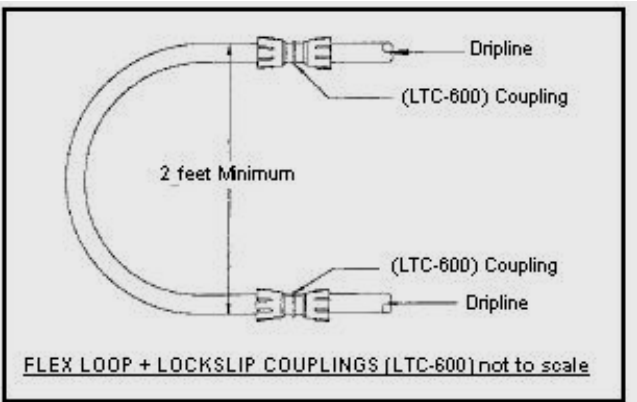 Dripline
(LTC-600) Coupling
2 feet Minimum
(LTC-600) Coupling
Dripline
FLEX LOOP + LOCKSLIP COUPLINGS (LTC-600) not to scale